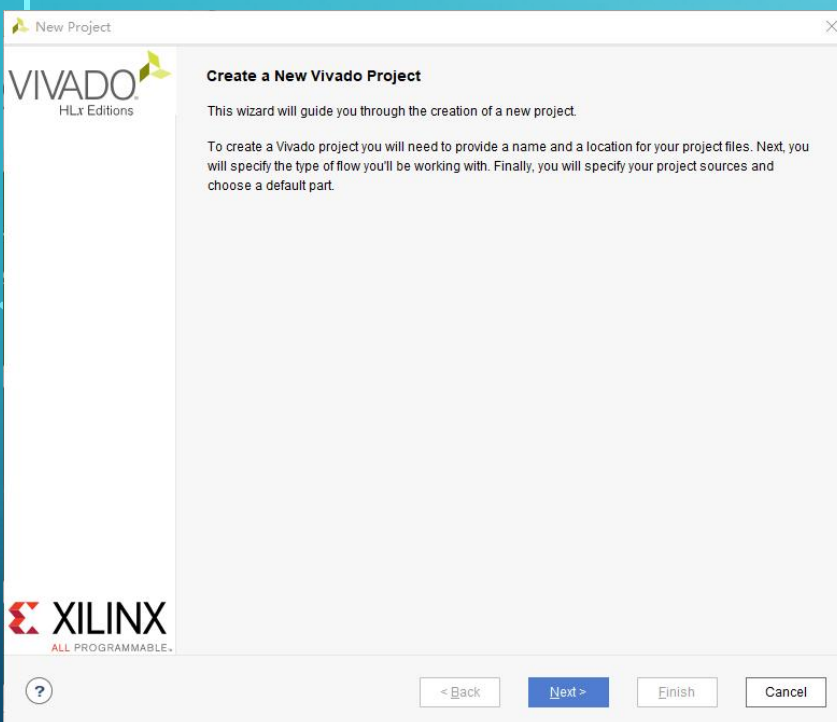 New Project
VIVADO
HLx Editions
Create a New Vivado Project
This wizard will guide you through the creation of a new project.
To create a Vivado project you will need to provide a name and a location for your project files. Next, you
will specify the type of flow you'll be working with. Finally, you will specify your project sources and
choose a default part.
XILINX
ALL PROGRAMMABLE™
?
< Back
Next >
Finish
Cancel